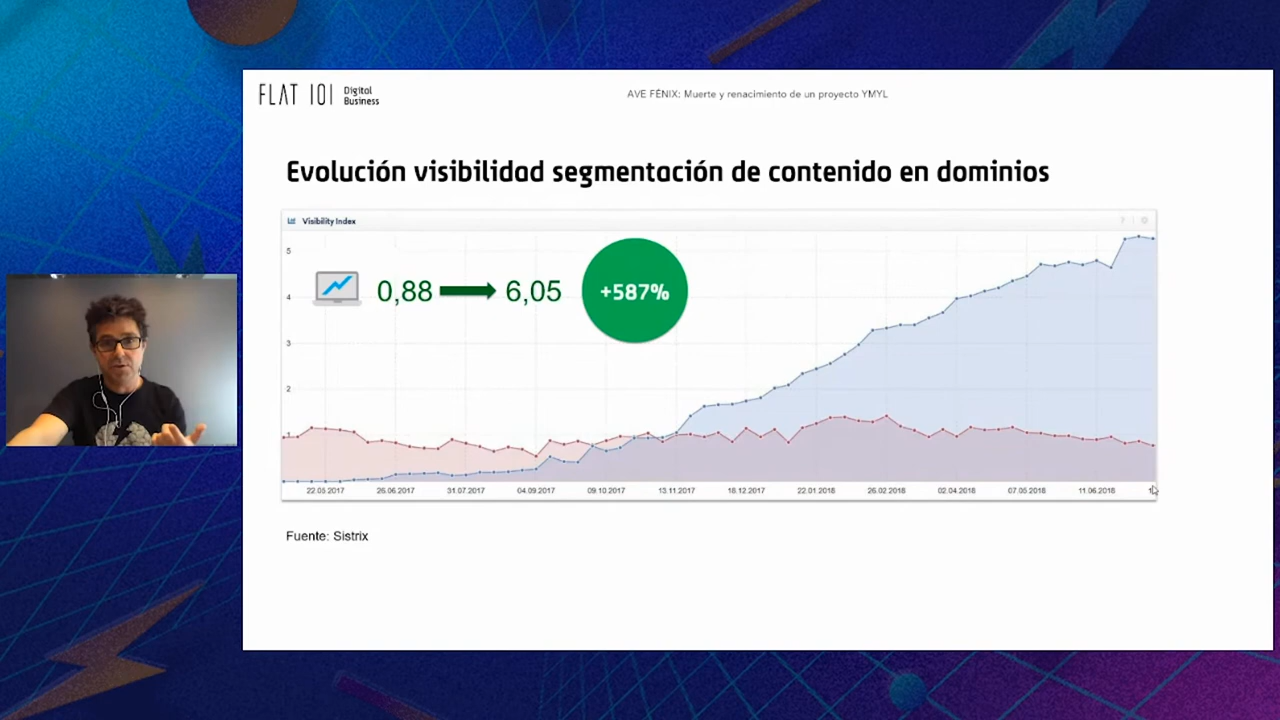 FLAT 101 Digital Business
AVE FÉNIX: Muerte y renacimiento de un proyecto YMYL
Evolución visibilidad segmentación de contenido en dominios
Visibility Index
5
4
3
2
1
0,88
6,05
+587%
22.05.2017 26.06.2017 31.07.2017 04.09.2017 09.10.2017 13.11.2017 18.12.2017 22.01.2018 26.02.2018 02.04.2018 07.05.2018 11.06.2018
Fuente: Sistrix